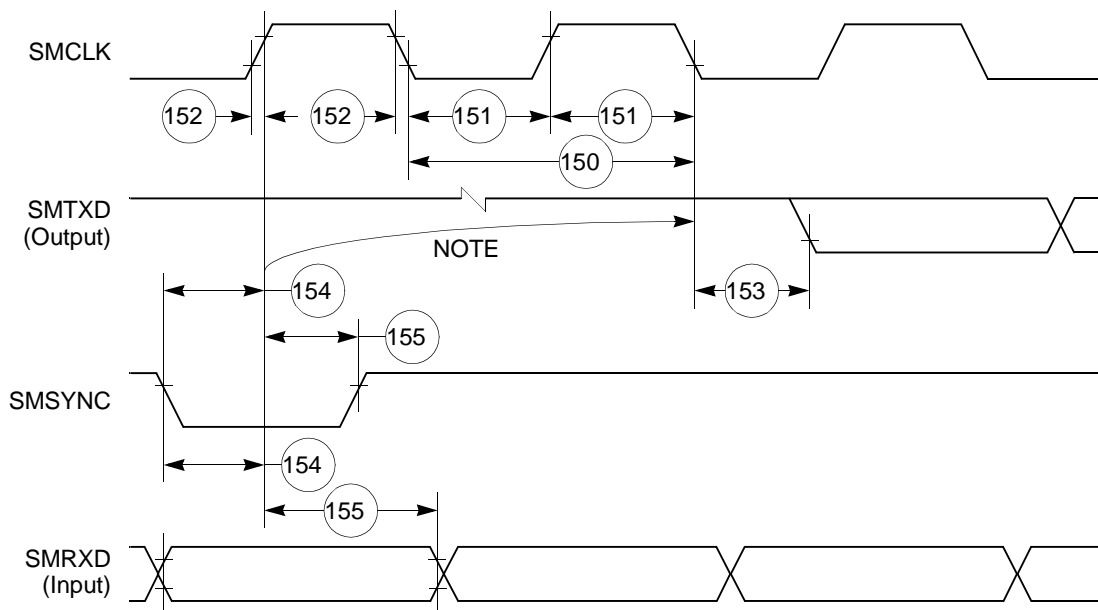 SMCLK
152
152
151
151
150
SMTXD
(Output)
NOTE
154
153
155
SMSYNC
154
155
SMRXD
(Input)